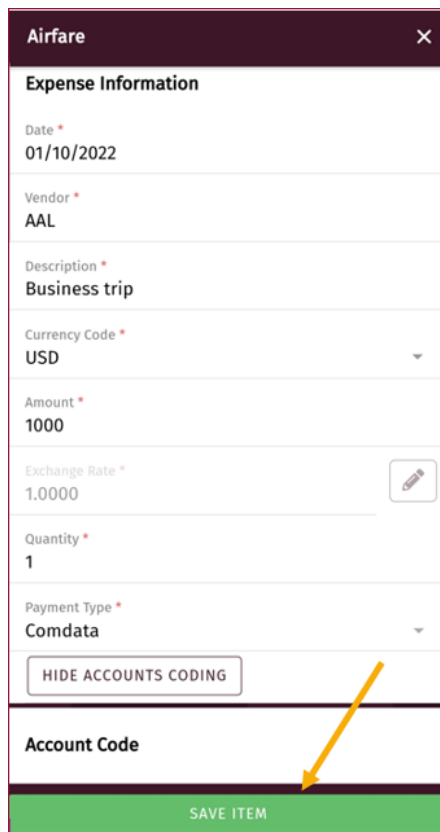 Airfare
Expense Information
Date *
01/10/2022
Vendor *
AAL
Description *
Business trip
Currency Code *
USD
Amount *
1000
Exchange Rate *
1.0000
Quantity *
1
Payment Type *
Comdata
HIDE ACCOUNTS CODING
Account Code
SAVE ITEM